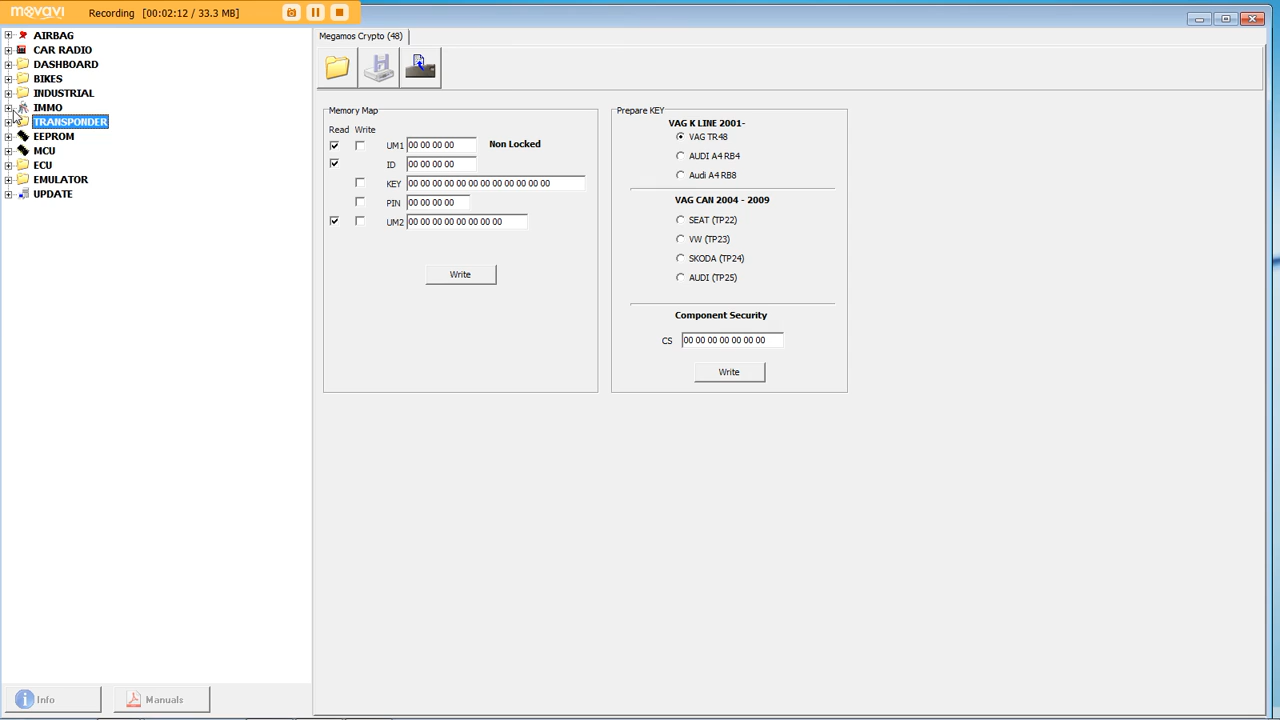 movavi Recording [00:02:12 / 33.3 MB]
AIRBAG
CAR RADIO
DASHBOARD
BIKES
INDUSTRIAL
IMMO
TRANSPONDER
EEPROM
MCU
ECU
EMULATOR
UPDATE
Info Manuals
Megamos Crypto (48)
Memory Map
Read Write
UM1 00 00 00 00 Non Locked
ID 00 00 00 00
KEY 00 00 00 00 00 00 00 00 00 00 00 00
PIN 00 00 00 00
UM2 00 00 00 00 00 00 00 00
Write
Prepare KEY
VAG K LINE 2001-
VAG TR48
AUDI A4 RB4
Audi A4 RB8
VAG CAN 2004 - 2009
SEAT (TP22)
VW (TP23)
SKODA (TP24)
AUDI (TP25)
Component Security
CS 00 00 00 00 00 00 00
Write